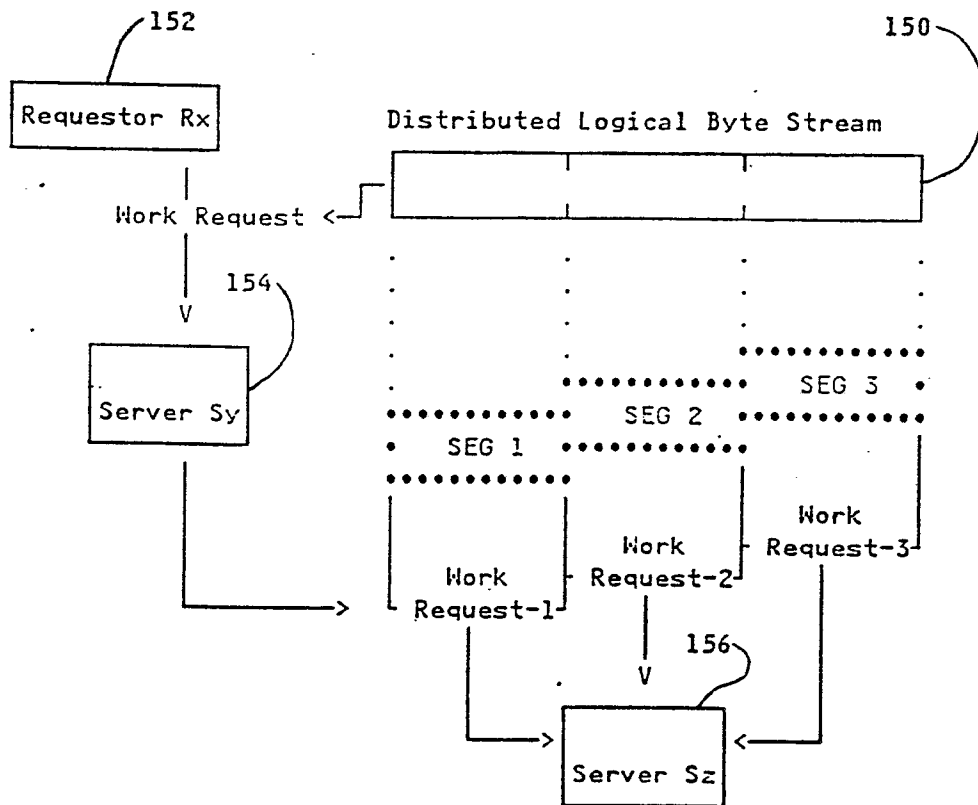 152
150
Requestor Rx
Distributed Logical Byte Stream
Work Request
154
SEG 3
Server Sy
SEG 2
SEG 1
Work
Request-3
Work
Request-2
Work
Request-1
156
Server Sz